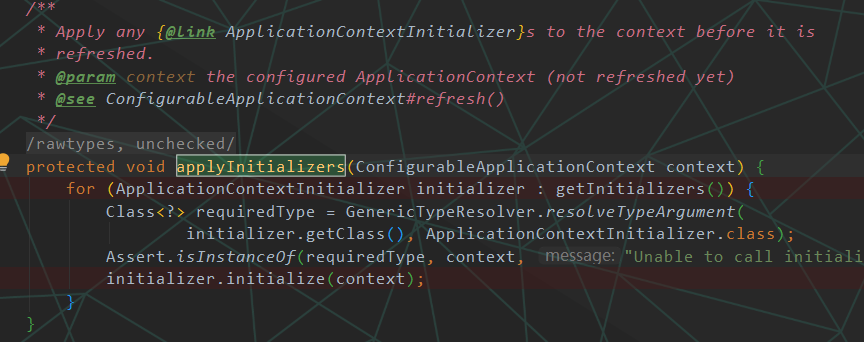 /**
 * Apply any {@link ApplicationContextInitializer}s to the context before it is
 * refreshed.
 * @param context the configured ApplicationContext (not refreshed yet)
 * @see ConfigurableApplicationContext#refresh()
 */
/rawtypes, unchecked/
protected void applyInitializers(ConfigurableApplicationContext context) {
    for (ApplicationContextInitializer initializer : getInitializers()) {
        Class<?> requiredType = GenericTypeResolver.resolveTypeArgument(
                initializer.getClass(), ApplicationContextInitializer.class);
        Assert.isInstanceOf(requiredType, context, message: "Unable to call initiali
        initializer.initialize(context);
    }
}